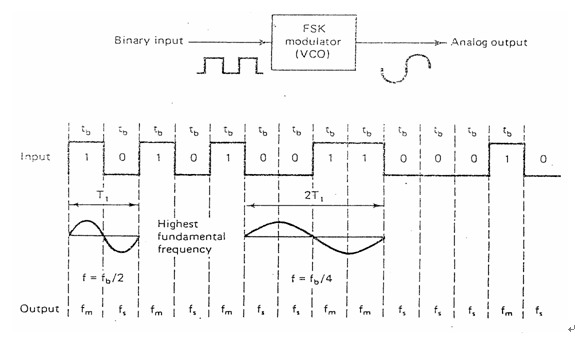 FSK
modulator
(VCO)
Binary input
Analog output
t_b t_b t_b t_b t_b t_b t_b t_b t_b t_b t_b t_b t_b
Input 1 0 1 0 1 0 0 1 1 0 0 0 1 0
T₁ 2T₁
Highest
fundamental
frequency
f = f_b/2 f = f_b/4
Output f_m f_s f_m f_s f_m f_s f_s f_m f_m f_s f_s f_s f_m f_s